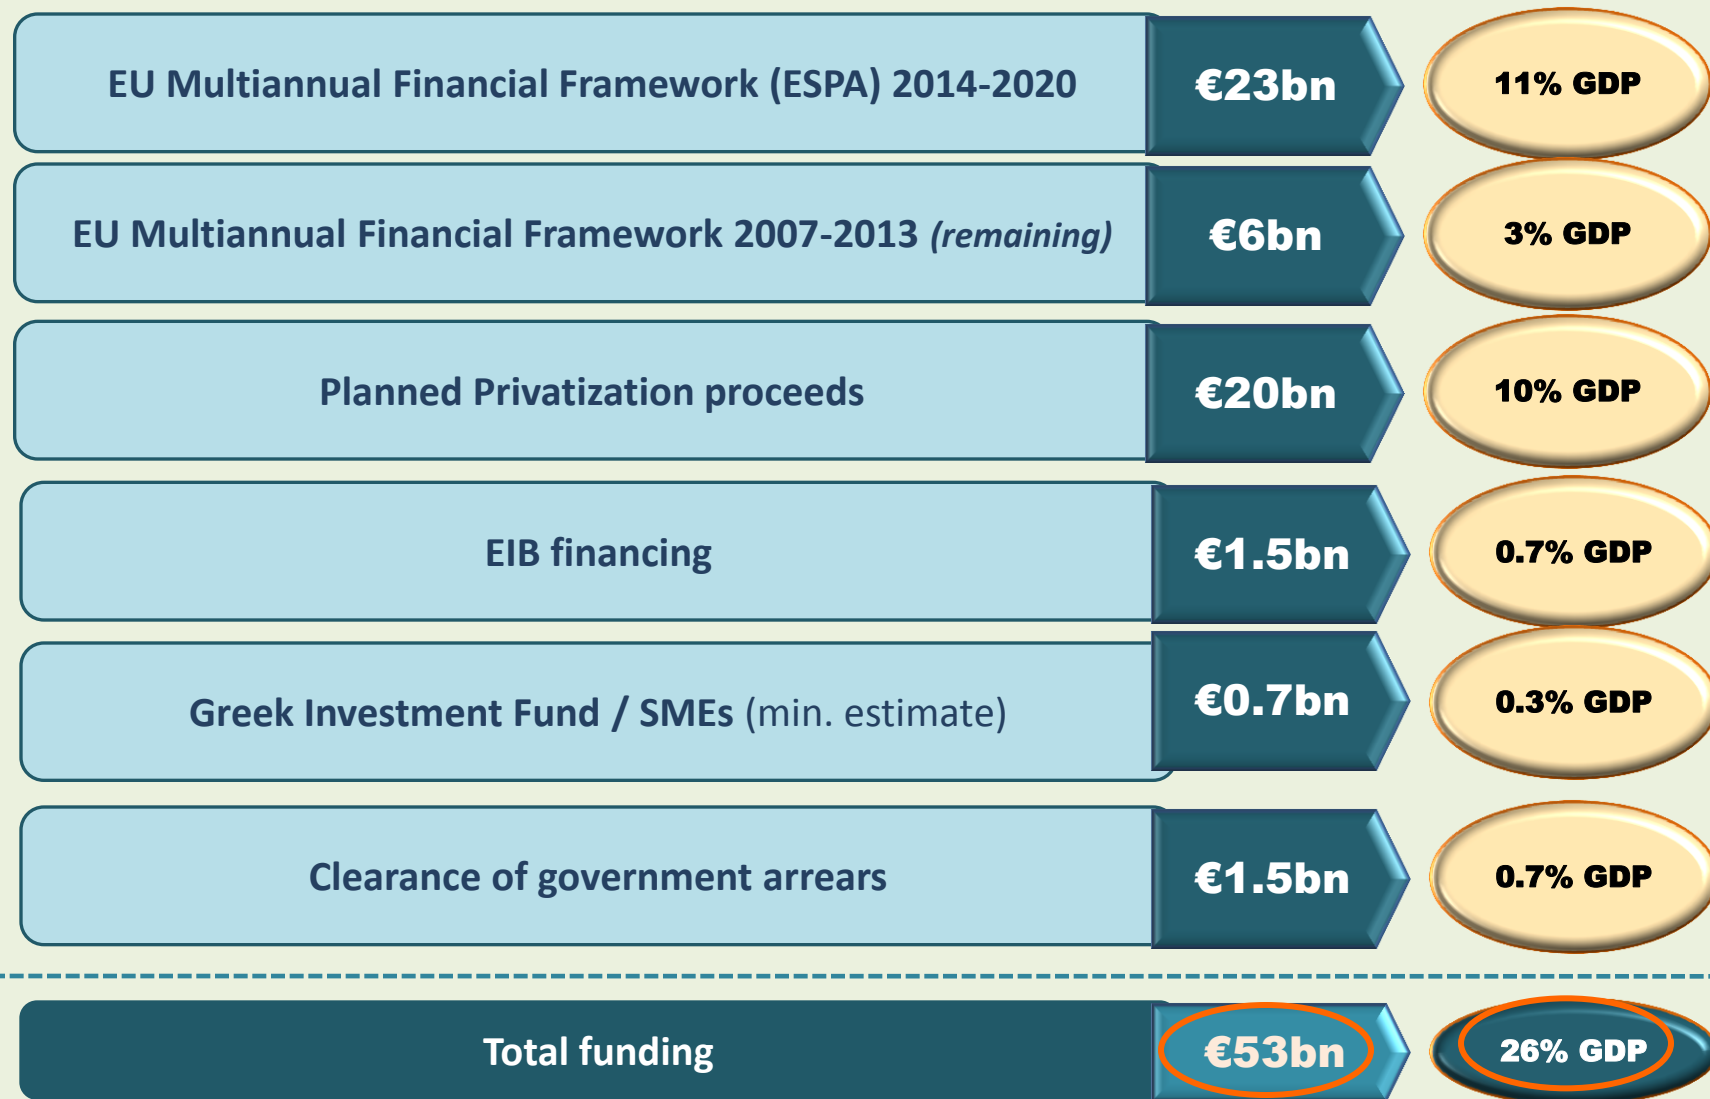 EU Multiannual Financial Framework (ESPA) 2014-2020 €23bn 11% GDP
EU Multiannual Financial Framework 2007-2013 (remaining) €6bn 3% GDP
Planned Privatization proceeds €20bn 10% GDP
EIB financing €1.5bn 0.7% GDP
Greek Investment Fund / SMEs (min. estimate) €0.7bn 0.3% GDP
Clearance of government arrears €1.5bn 0.7% GDP
Total funding €53bn 26% GDP